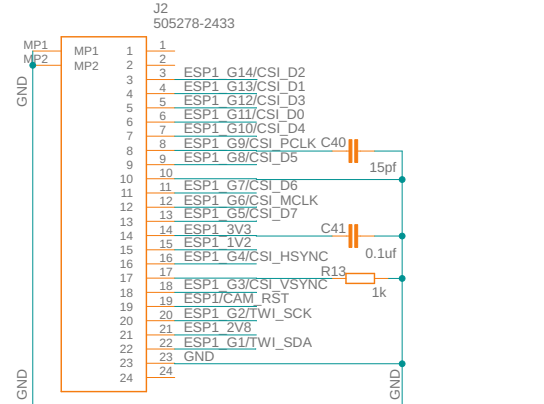 J2
505278-2433
MP1 MP1 1 1
MP2 MP2 2 2
3 3 ESP1_G14/CSI_D2
4 4 ESP1_G13/CSI_D1
5 5 ESP1_G12/CSI_D3
6 6 ESP1_G11/CSI_D0
7 7 ESP1_G10/CSI_D4
8 8 ESP1_G9/CSI_PCLK C40
9 9 ESP1_G8/CSI_D5 15pf
10 10
11 11 ESP1_G7/CSI_D6
12 12 ESP1_G6/CSI_MCLK
13 13 ESP1_G5/CSI_D7
14 14 ESP1_3V3 C41
15 15 ESP1_1V2 0.1uf
16 16 ESP1_G4/CSI_HSYNC
17 17 R13
18 18 ESP1_G3/CSI_VSYNC 1k
19 19 ESP1/CAM_RST
20 20 ESP1_G2/TWI_SCK
21 21 ESP1_2V8
22 22 ESP1_G1/TWI_SDA
23 23 GND
24 24
GND
GND
GND